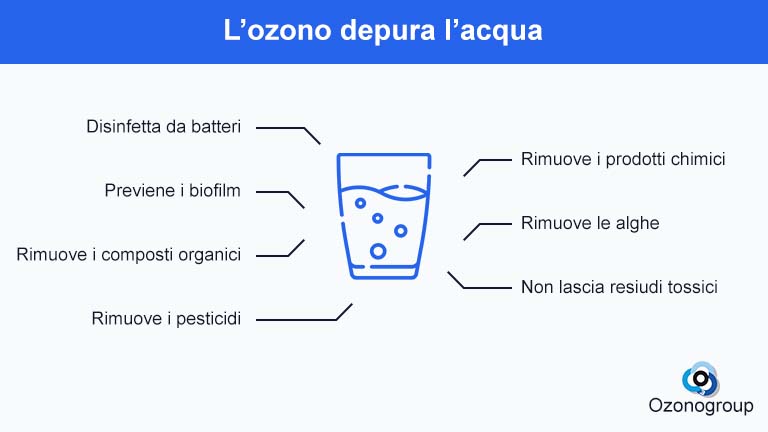 L’ozono depura l’acqua
Disinfetta da batteri
Previene i biofilm
Rimuove i composti organici
Rimuove i pesticidi
Rimuove i prodotti chimici
Rimuove le alghe
Non lascia resiudi tossici
Ozonogroup